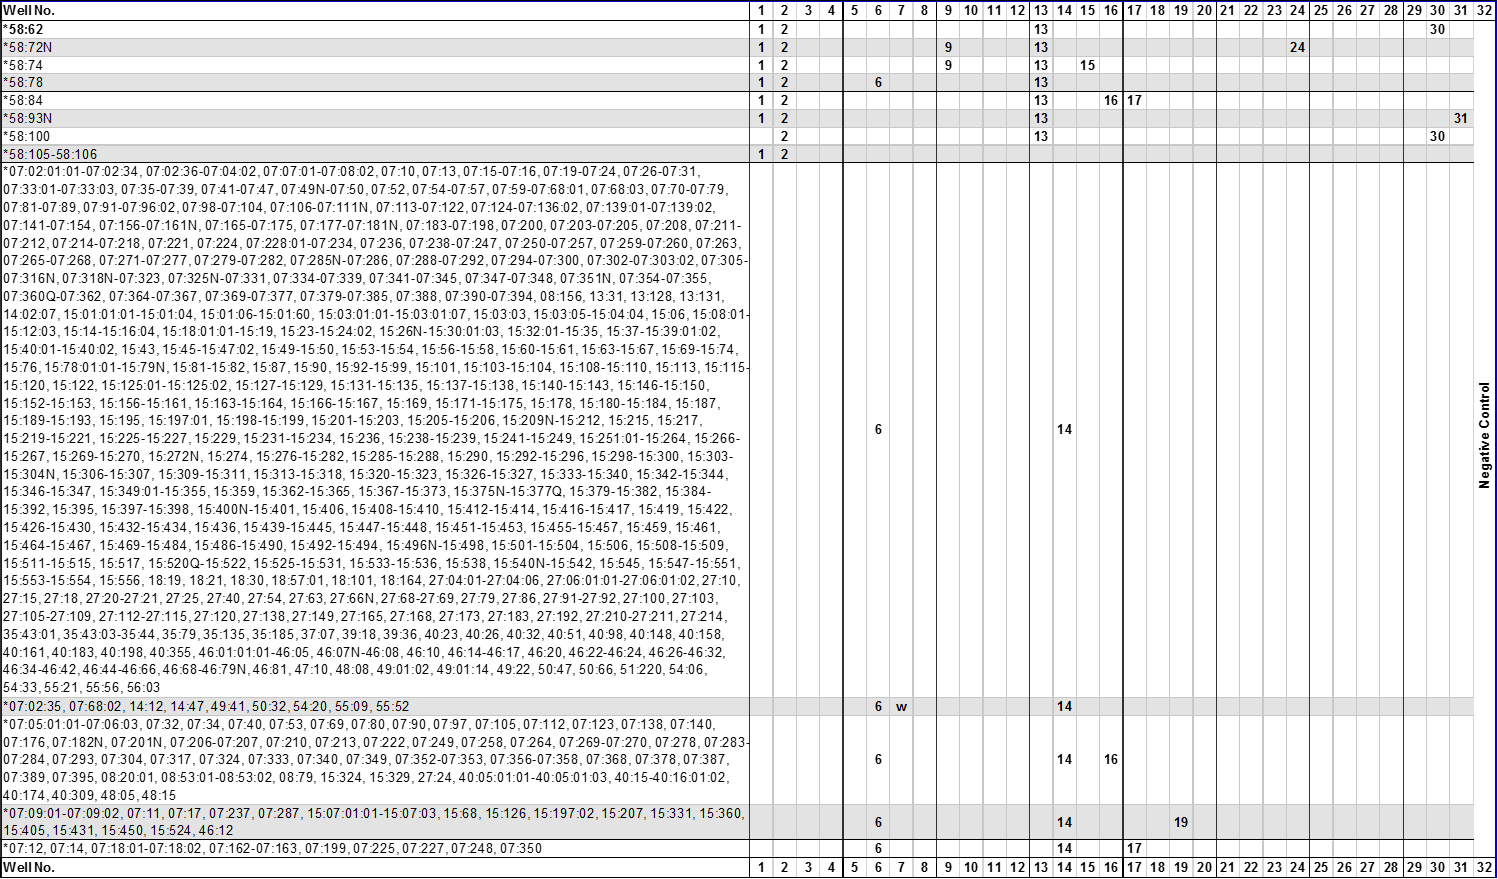 Well No. 1 2 3 4 5 6 7 8 9 10 11 12 13 14 15 16 17 18 19 20 21 22 23 24 25 26 27 28 29 30 31 32
*58:62 1 2 13 30
*58:72N 1 2 9 13 24
*58:74 1 2 9 13 15
*58:78 1 2 6 13
*58:84 1 2 13 16 17
*58:93N 1 2 13 31
*58:100 2 13 30
*58:105-58:106 1 2
*07:02:01:01-07:02:34, 07:02:36-07:04:02, 07:07:01-07:08:02, 07:10, 07:13, 07:15-07:16, 07:19-07:24, 07:26-07:31,
07:33:01-07:33:03, 07:35-07:39, 07:41-07:47, 07:49N-07:50, 07:52, 07:54-07:57, 07:59-07:68:01, 07:68:03, 07:70-07:79,
07:81-07:89, 07:91-07:96:02, 07:98-07:104, 07:106-07:111N, 07:113-07:122, 07:124-07:136:02, 07:139:01-07:139:02,
07:141-07:154, 07:156-07:161N, 07:165-07:175, 07:177-07:181N, 07:183-07:198, 07:200, 07:203-07:205, 07:208, 07:211-
07:212, 07:214-07:218, 07:221, 07:224, 07:228:01-07:234, 07:236, 07:238-07:247, 07:250-07:257, 07:259-07:260, 07:263,
07:265-07:268, 07:271-07:277, 07:279-07:282, 07:285N-07:286, 07:288-07:292, 07:294-07:300, 07:302-07:303:02, 07:305-
07:316N, 07:318N-07:323, 07:325N-07:331, 07:334-07:339, 07:341-07:345, 07:347-07:348, 07:351N, 07:354-07:355,
07:360Q-07:362, 07:364-07:367, 07:369-07:377, 07:379-07:385, 07:388, 07:390-07:394, 08:156, 13:31, 13:128, 13:131,
14:02:07, 15:01:01:01-15:01:04, 15:01:06-15:01:60, 15:03:01:01-15:03:01:07, 15:03:03, 15:03:05-15:04:04, 15:06, 15:08:01-
15:12:03, 15:14-15:16:04, 15:18:01:01-15:19, 15:23-15:24:02, 15:26N-15:30:01:03, 15:32:01-15:35, 15:37-15:39:01:02,
15:40:01-15:40:02, 15:43, 15:45-15:47:02, 15:49-15:50, 15:53-15:54, 15:56-15:58, 15:60-15:61, 15:63-15:67, 15:69-15:74,
15:76, 15:78:01:01-15:79N, 15:81-15:82, 15:87, 15:90, 15:92-15:99, 15:101, 15:103-15:104, 15:108-15:110, 15:113, 15:115-
15:120, 15:122, 15:125:01-15:125:02, 15:127-15:129, 15:131-15:135, 15:137-15:138, 15:140-15:143, 15:146-15:150,
15:152-15:153, 15:156-15:161, 15:163-15:164, 15:166-15:167, 15:169, 15:171-15:175, 15:178, 15:180-15:184, 15:187,
15:189-15:193, 15:195, 15:197:01, 15:198-15:199, 15:201-15:203, 15:205-15:206, 15:209N-15:212, 15:215, 15:217,
15:219-15:221, 15:225-15:227, 15:229, 15:231-15:234, 15:236, 15:238-15:239, 15:241-15:249, 15:251:01-15:264, 15:266- 6 14
15:267, 15:269-15:270, 15:272N, 15:274, 15:276-15:282, 15:285-15:288, 15:290, 15:292-15:296, 15:298-15:300, 15:303-
15:304N, 15:306-15:307, 15:309-15:311, 15:313-15:318, 15:320-15:323, 15:326-15:327, 15:333-15:340, 15:342-15:344,
15:346-15:347, 15:349:01-15:355, 15:359, 15:362-15:365, 15:367-15:373, 15:375N-15:377Q, 15:379-15:382, 15:384-
15:392, 15:395, 15:397-15:398, 15:400N-15:401, 15:406, 15:408-15:410, 15:412-15:414, 15:416-15:417, 15:419, 15:422,
15:426-15:430, 15:432-15:434, 15:436, 15:439-15:445, 15:447-15:448, 15:451-15:453, 15:455-15:457, 15:459, 15:461,
15:464-15:467, 15:469-15:484, 15:486-15:490, 15:492-15:494, 15:496N-15:498, 15:501-15:504, 15:506, 15:508-15:509,
15:511-15:515, 15:517, 15:520Q-15:522, 15:525-15:531, 15:533-15:536, 15:538, 15:540N-15:542, 15:545, 15:547-15:551,
15:553-15:554, 15:556, 18:19, 18:21, 18:30, 18:57:01, 18:101, 18:164, 27:04:01-27:04:06, 27:06:01:01-27:06:01:02, 27:10,
27:15, 27:18, 27:20-27:21, 27:25, 27:40, 27:54, 27:63, 27:66N, 27:68-27:69, 27:79, 27:86, 27:91-27:92, 27:100, 27:103,
27:105-27:109, 27:112-27:115, 27:120, 27:138, 27:149, 27:165, 27:168, 27:173, 27:183, 27:192, 27:210-27:211, 27:214,
35:43:01, 35:43:03-35:44, 35:79, 35:135, 35:185, 37:07, 39:18, 39:36, 40:23, 40:26, 40:32, 40:51, 40:98, 40:148, 40:158,
40:161, 40:183, 40:198, 40:355, 46:01:01:01-46:05, 46:07N-46:08, 46:10, 46:14-46:17, 46:20, 46:22-46:24, 46:26-46:32,
46:34-46:42, 46:44-46:66, 46:68-46:79N, 46:81, 47:10, 48:08, 49:01:02, 49:01:14, 49:22, 50:47, 50:66, 51:220, 54:06,
54:33, 55:21, 55:56, 56:03
Negative Control
*07:02:35, 07:68:02, 14:12, 14:47, 49:41, 50:32, 54:20, 55:09, 55:52 6 w 14
*07:05:01:01-07:06:03, 07:32, 07:34, 07:40, 07:53, 07:69, 07:80, 07:90, 07:97, 07:105, 07:112, 07:123, 07:138, 07:140,
07:176, 07:182N, 07:201N, 07:206-07:207, 07:210, 07:213, 07:222, 07:249, 07:258, 07:264, 07:269-07:270, 07:278, 07:283-
07:284, 07:293, 07:304, 07:317, 07:324, 07:333, 07:340, 07:349, 07:352-07:353, 07:356-07:358, 07:368, 07:378, 07:387, 6 14 16
07:389, 07:395, 08:20:01, 08:53:01-08:53:02, 08:79, 15:324, 15:329, 27:24, 40:05:01:01-40:05:01:03, 40:15-40:16:01:02,
40:174, 40:309, 48:05, 48:15
*07:09:01-07:09:02, 07:11, 07:17, 07:237, 07:287, 15:07:01:01-15:07:03, 15:68, 15:126, 15:197:02, 15:207, 15:331, 15:360,
15:405, 15:431, 15:450, 15:524, 46:12 6 14 19
*07:12, 07:14, 07:18:01-07:18:02, 07:162-07:163, 07:199, 07:225, 07:227, 07:248, 07:350 6 14 17
Well No. 1 2 3 4 5 6 7 8 9 10 11 12 13 14 15 16 17 18 19 20 21 22 23 24 25 26 27 28 29 30 31 32